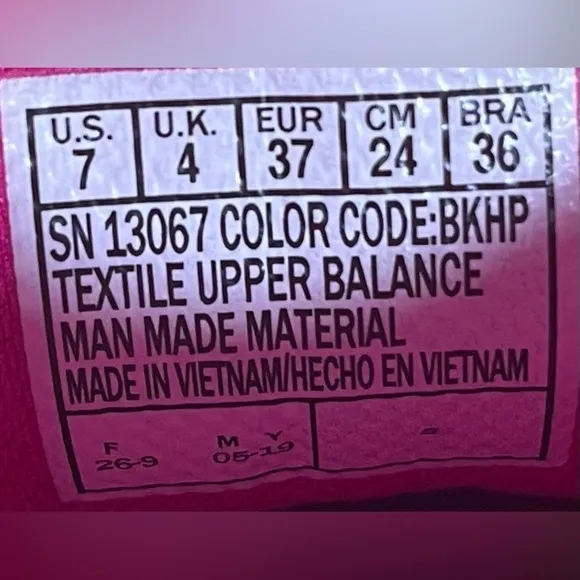 U.S. U.K. EUR CM BRA
7 4 37 24 36
SN 13067 COLOR CODE:BKHP
TEXTILE UPPER BALANCE
MAN MADE MATERIAL
MADE IN VIETNAM/HECHO EN VIETNAM
F M Y
26-9 05-19 =